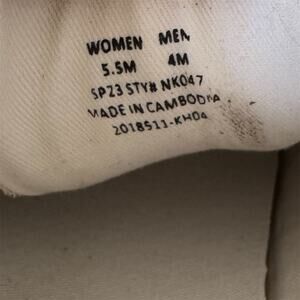 WOMEN MEN
5.5M 4M
SP23 STY# NK047
MADE IN CAMBODIA
2018511-KH04